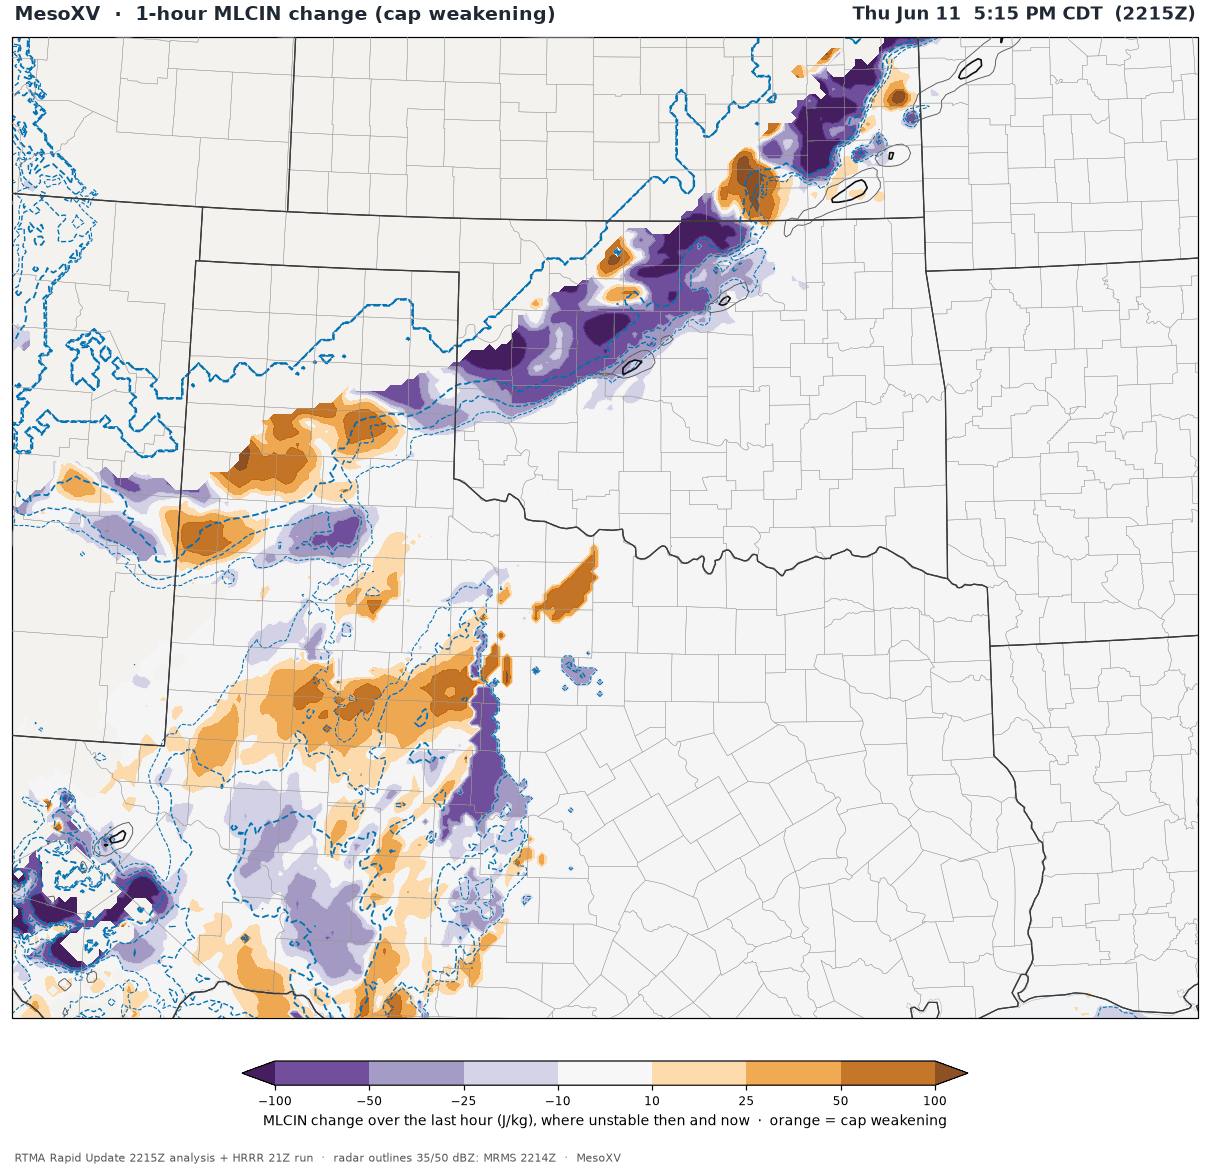 MesoXV · 1-hour MLCIN change (cap weakening)
Thu Jun 11 5:15 PM CDT (2215Z)
−100 −50 −25 −10 10 25 50 100
MLCIN change over the last hour (J/kg), where unstable then and now · orange = cap weakening
RTMA Rapid Update 2215Z analysis + HRRR 21Z run · radar outlines 35/50 dBZ: MRMS 2214Z · MesoXV